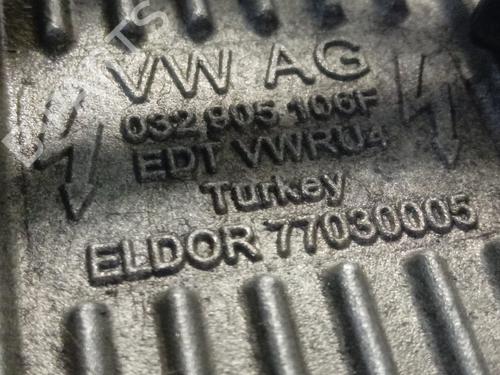 VW AG
032 905 106F
EDT VWRU4
Turkey
ELDOR 77030005